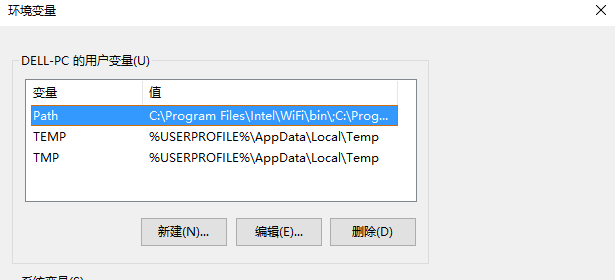 环境变量
DELL-PC 的用户变量(U)
变量 值
Path C:\Program Files\Intel\WiFi\bin\;C:\Prog...
TEMP %USERPROFILE%\AppData\Local\Temp
TMP %USERPROFILE%\AppData\Local\Temp
新建(N)... 编辑(E)... 删除(D)
系统变量(S)